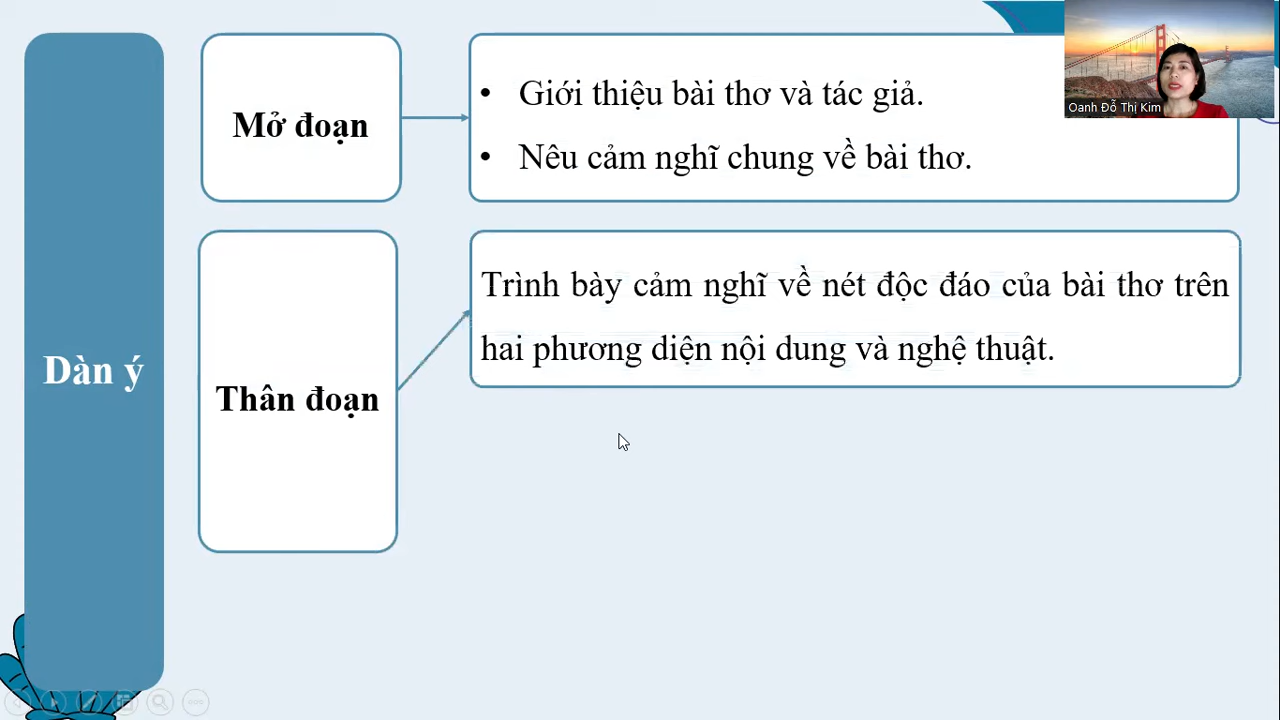 Dàn ý
Mở đoạn
• Giới thiệu bài thơ và tác giả.
• Nêu cảm nghĩ chung về bài thơ.
Oanh Đỗ Thị Kim
Thân đoạn
Trình bày cảm nghĩ về nét độc đáo của bài thơ trên
hai phương diện nội dung và nghệ thuật.